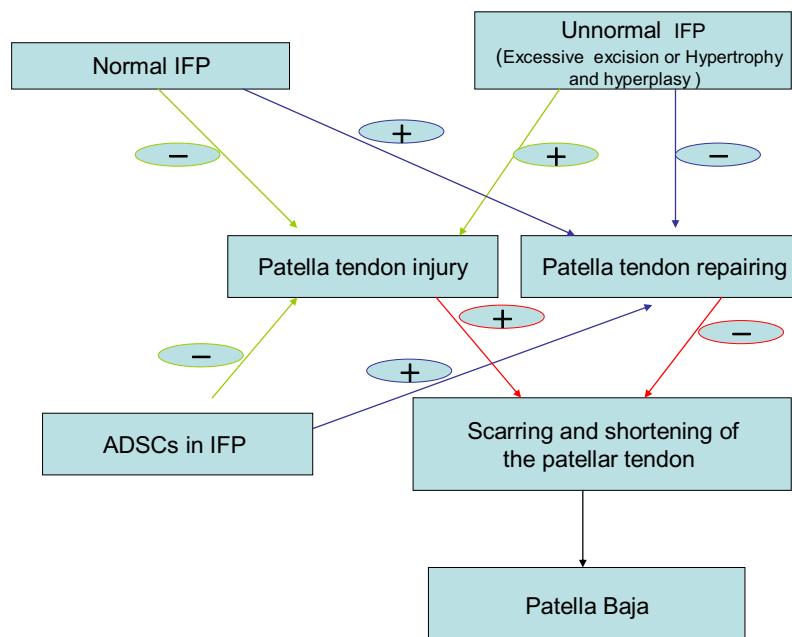 Normal IFP
Unnormal IFP
(Excessive excision or Hypertrophy
and hyperplasy )
−
+
+
−
Patella tendon injury
Patella tendon repairing
+
−
−
+
ADSCs in IFP
Scarring and shortening of
the patellar tendon
Patella Baja